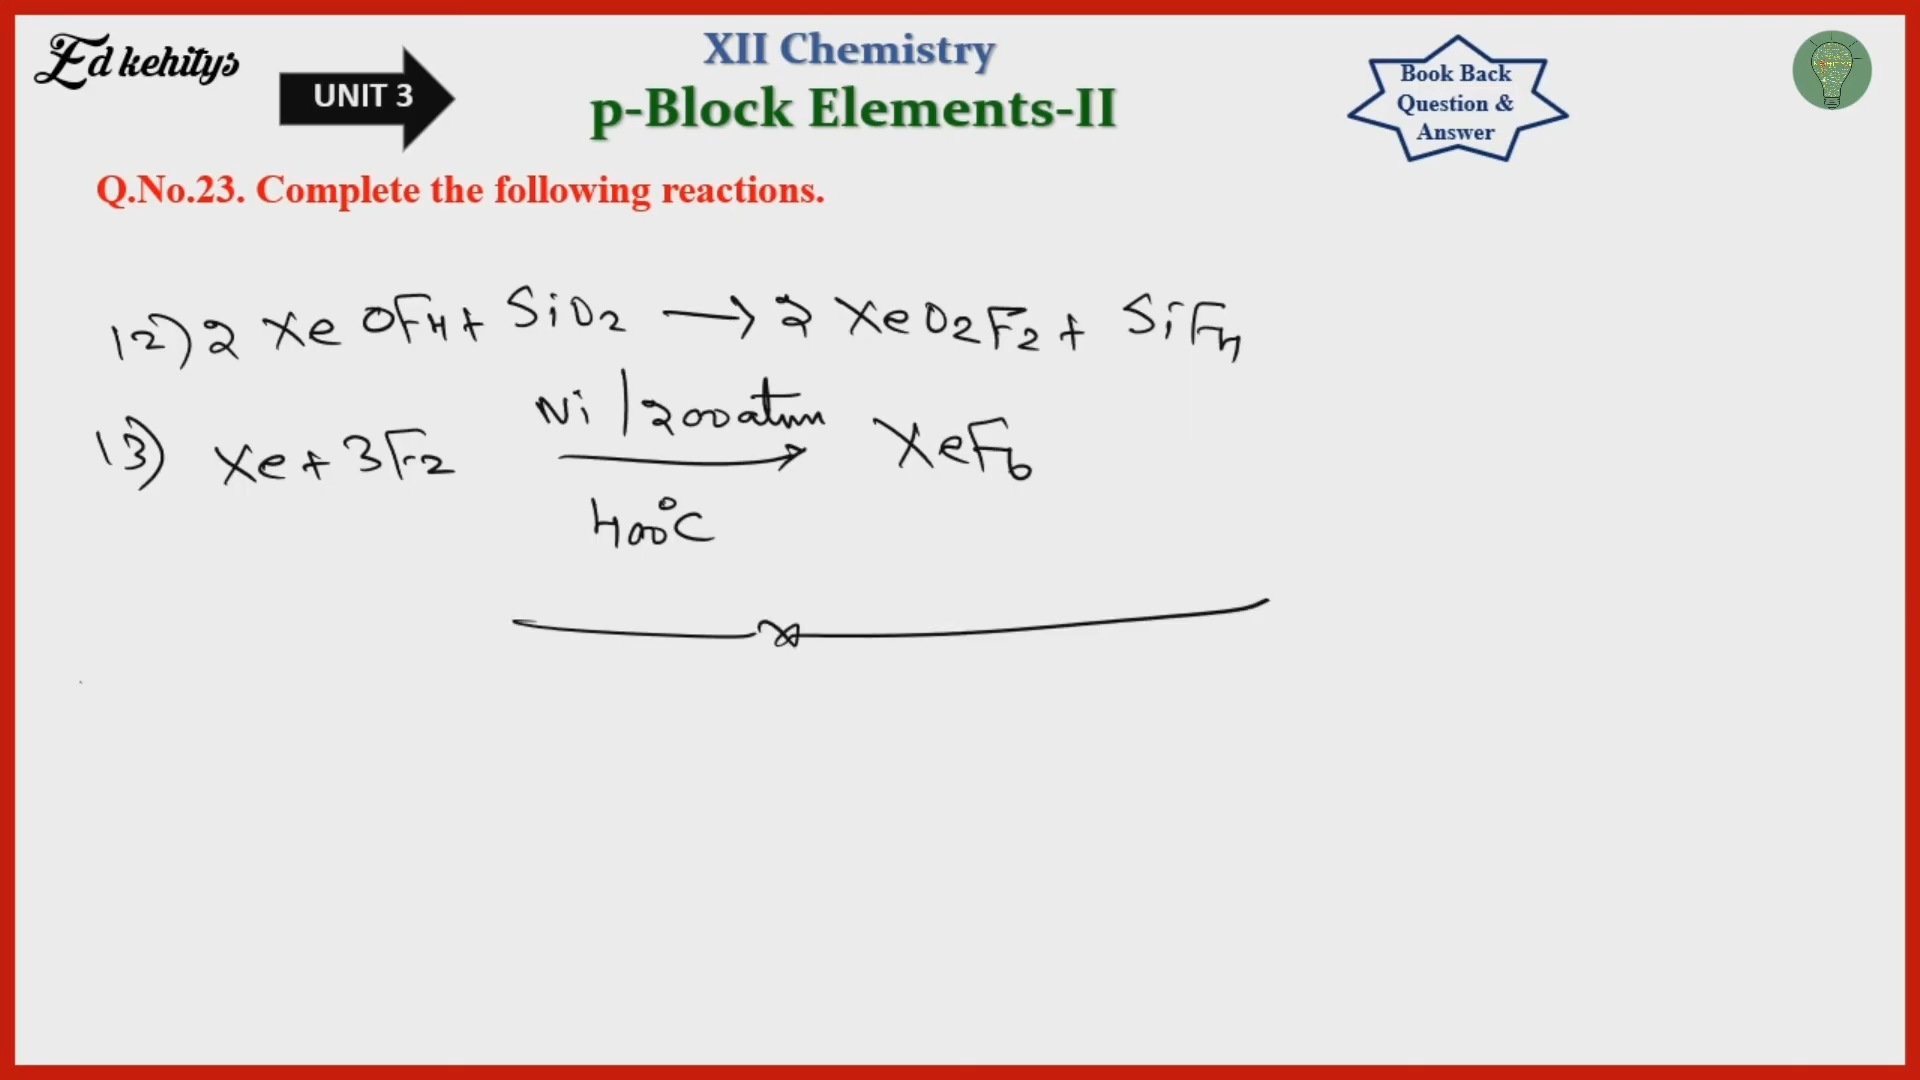 Ed kehitys
UNIT 3
XII Chemistry
p-Block Elements-II
Book Back
Question &
Answer
Q.No.23. Complete the following reactions.
12) 2 XeOF4 + SiO2 → 2 XeO2F2 + SiF4
Ni / 200 atm
13) Xe + 3F2 → XeF6
400°C